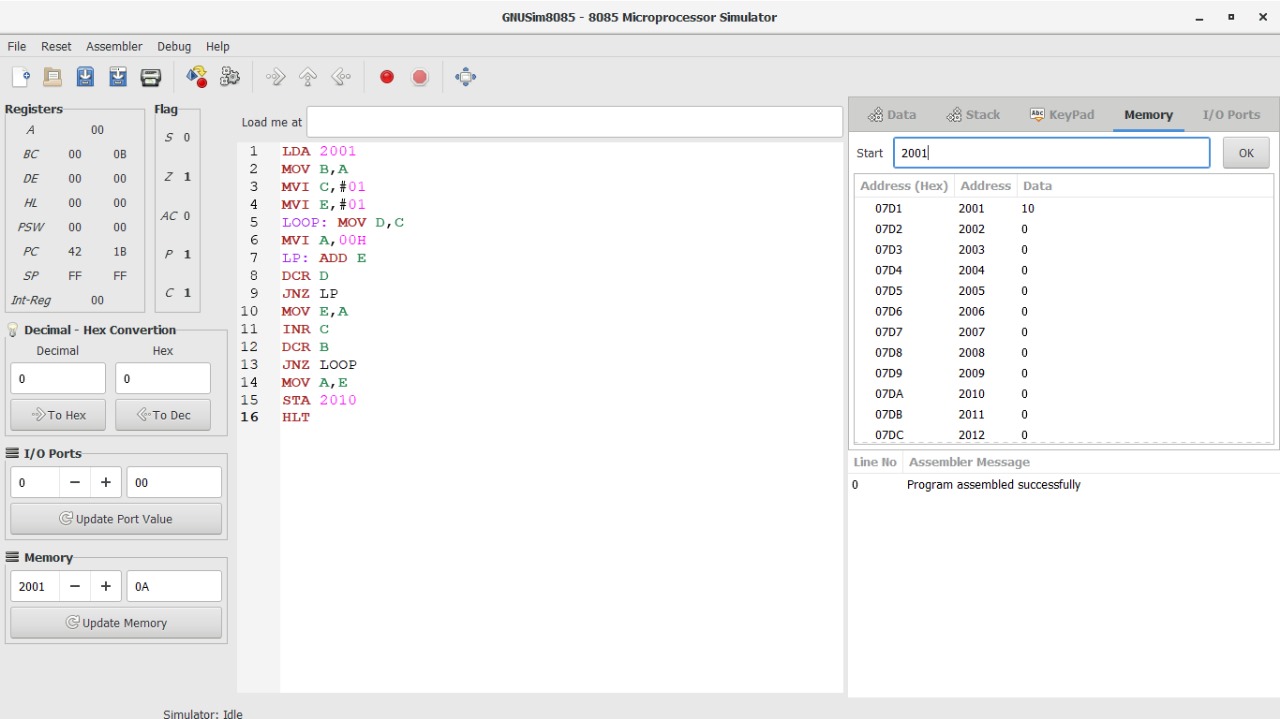 GNUSim8085 - 8085 Microprocessor Simulator
File Reset Assembler Debug Help
Registers
A 00
BC 00 0B
DE 00 00
HL 00 00
PSW 00 00
PC 42 1B
SP FF FF
Int-Reg 00
Flag
S 0
Z 1
AC 0
P 1
C 1
Decimal - Hex Convertion
Decimal Hex
0 0
To Hex To Dec
I/O Ports
0 − + 00
Update Port Value
Memory
2001 − + 0A
Update Memory
Load me at
1 LDA 2001
2 MOV B,A
3 MVI C,#01
4 MVI E,#01
5 LOOP: MOV D,C
6 MVI A,00H
7 LP: ADD E
8 DCR D
9 JNZ LP
10 MOV E,A
11 INR C
12 DCR B
13 JNZ LOOP
14 MOV A,E
15 STA 2010
16 HLT
Data Stack Abc KeyPad Memory I/O Ports
Start 2001 OK
Address (Hex) Address Data
07D1 2001 10
07D2 2002 0
07D3 2003 0
07D4 2004 0
07D5 2005 0
07D6 2006 0
07D7 2007 0
07D8 2008 0
07D9 2009 0
07DA 2010 0
07DB 2011 0
07DC 2012 0
Line No Assembler Message
0 Program assembled successfully
Simulator: Idle